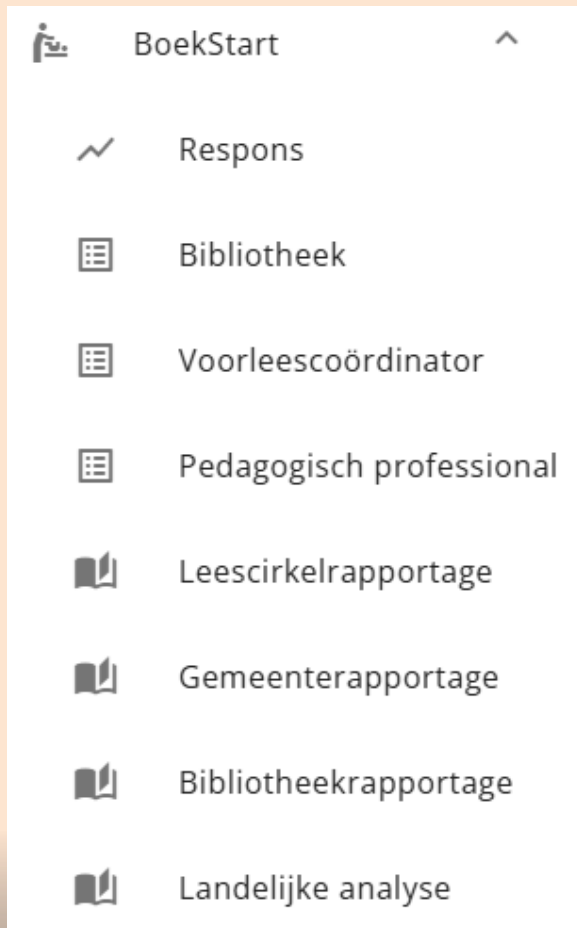 BoekStart
Respons
Bibliotheek
Voorleescoördinator
Pedagogisch professional
Leescirkelrapportage
Gemeenterapportage
Bibliotheekrapportage
Landelijke analyse